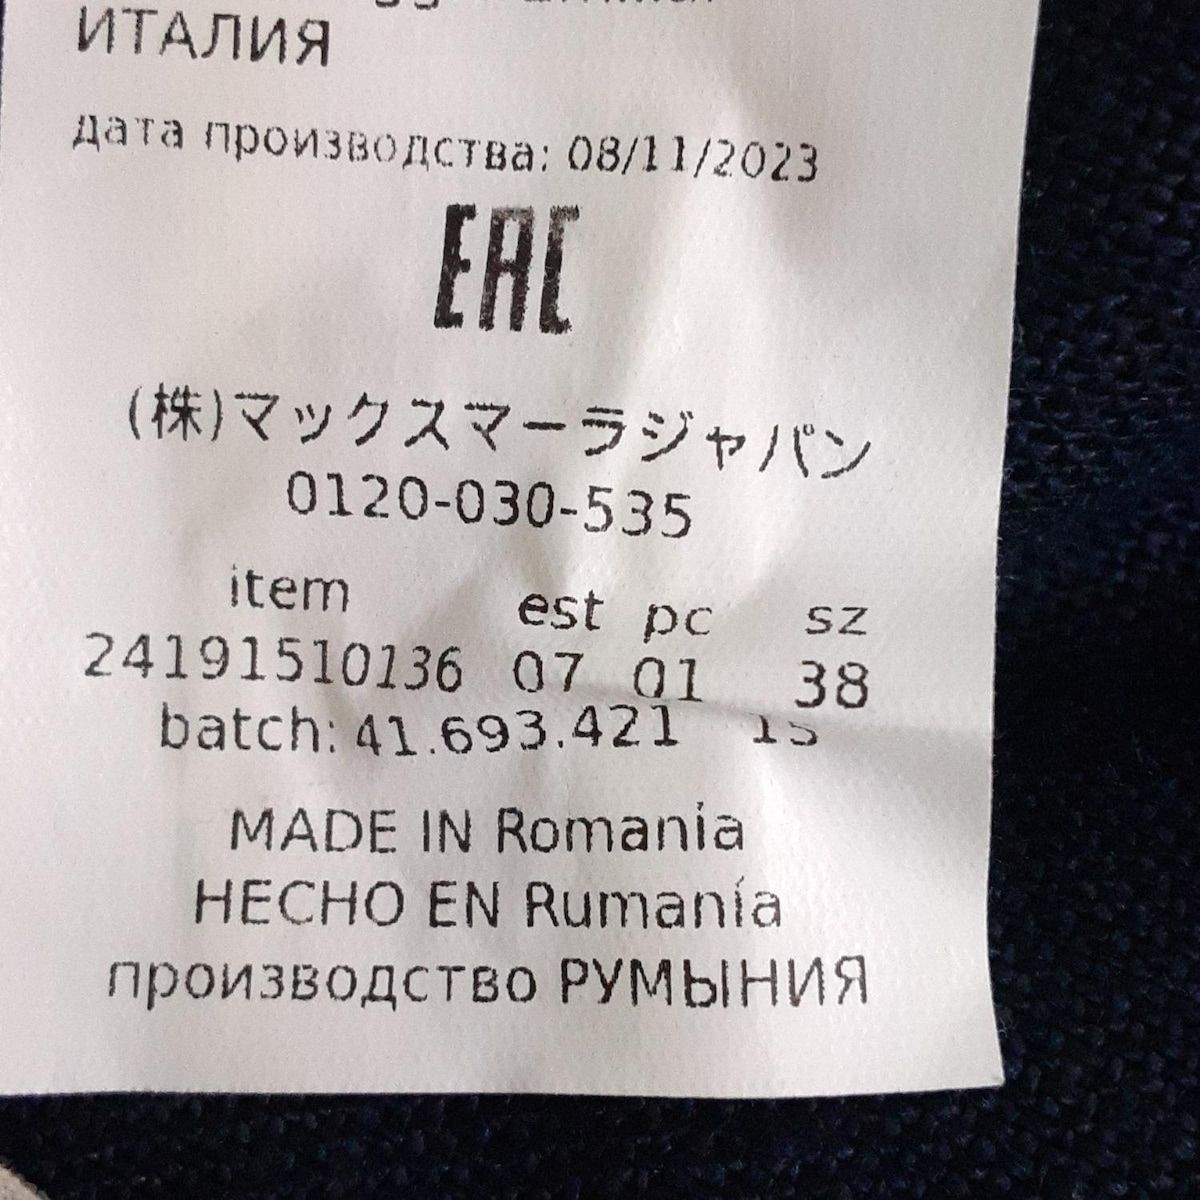 ИТАЛИЯ
дата производства: 08/11/2023
EAC
(株)マックスマーラジャパン
0120-030-535
item est pc sz
24191510136 07 01 38
batch: 41.693.421 15
MADE IN Romania
HECHO EN Rumanía
производство РУМЫНИЯ